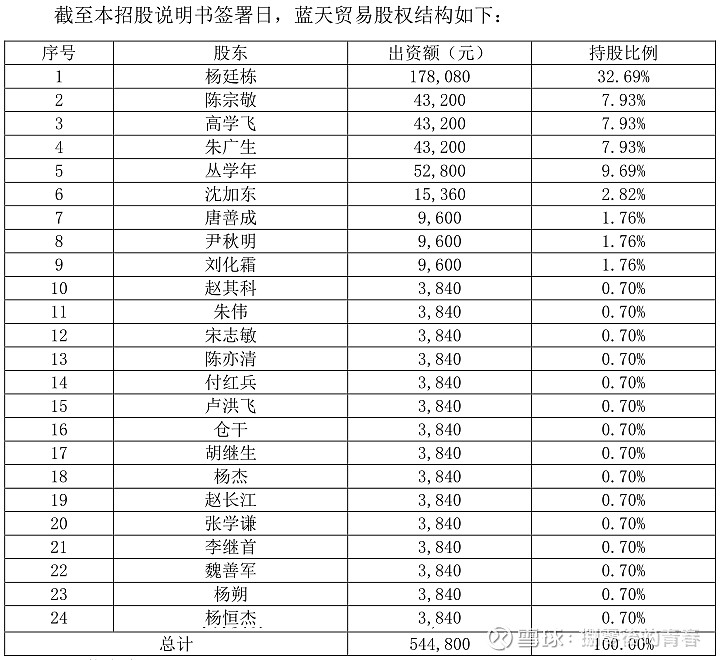 截至本招股说明书签署日，蓝天贸易股权结构如下：
序号 股东 出资额（元） 持股比例
1 杨廷栋 178,080 32.69%
2 陈宗敬 43,200 7.93%
3 高学飞 43,200 7.93%
4 朱广生 43,200 7.93%
5 丛学年 52,800 9.69%
6 沈加东 15,360 2.82%
7 唐善成 9,600 1.76%
8 尹秋明 9,600 1.76%
9 刘化霜 9,600 1.76%
10 赵其科 3,840 0.70%
11 朱伟 3,840 0.70%
12 宋志敏 3,840 0.70%
13 陈亦清 3,840 0.70%
14 付红兵 3,840 0.70%
15 卢洪飞 3,840 0.70%
16 仓干 3,840 0.70%
17 胡继生 3,840 0.70%
18 杨杰 3,840 0.70%
19 赵长江 3,840 0.70%
20 张学谦 3,840 0.70%
21 李继首 3,840 0.70%
22 魏善军 3,840 0.70%
23 杨朔 3,840 0.70%
24 杨恒杰 3,840 0.70%
总计 544,800 100.00%
雪球：捌零后的青春